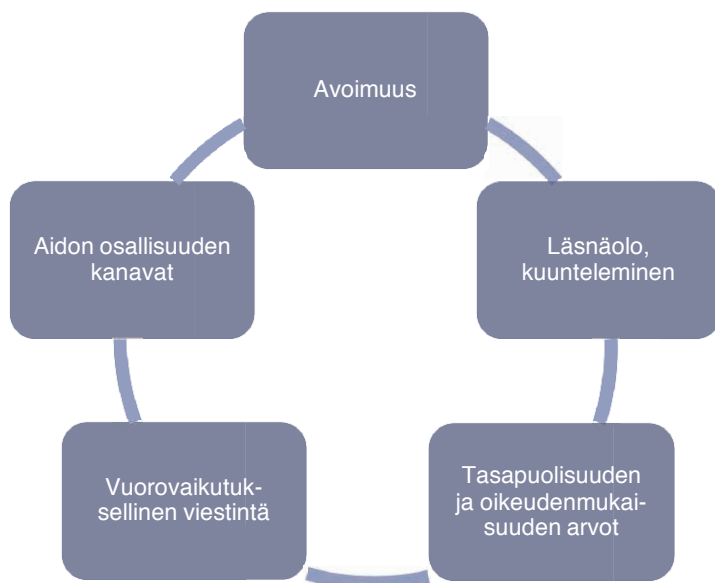 Avoimuus
Läsnäolo,
kuunteleminen
Tasapuolisuuden
ja oikeudenmukai-
suuden arvot
Vuorovaikutuk-
sellinen viestintä
Aidon osallisuuden
kanavat